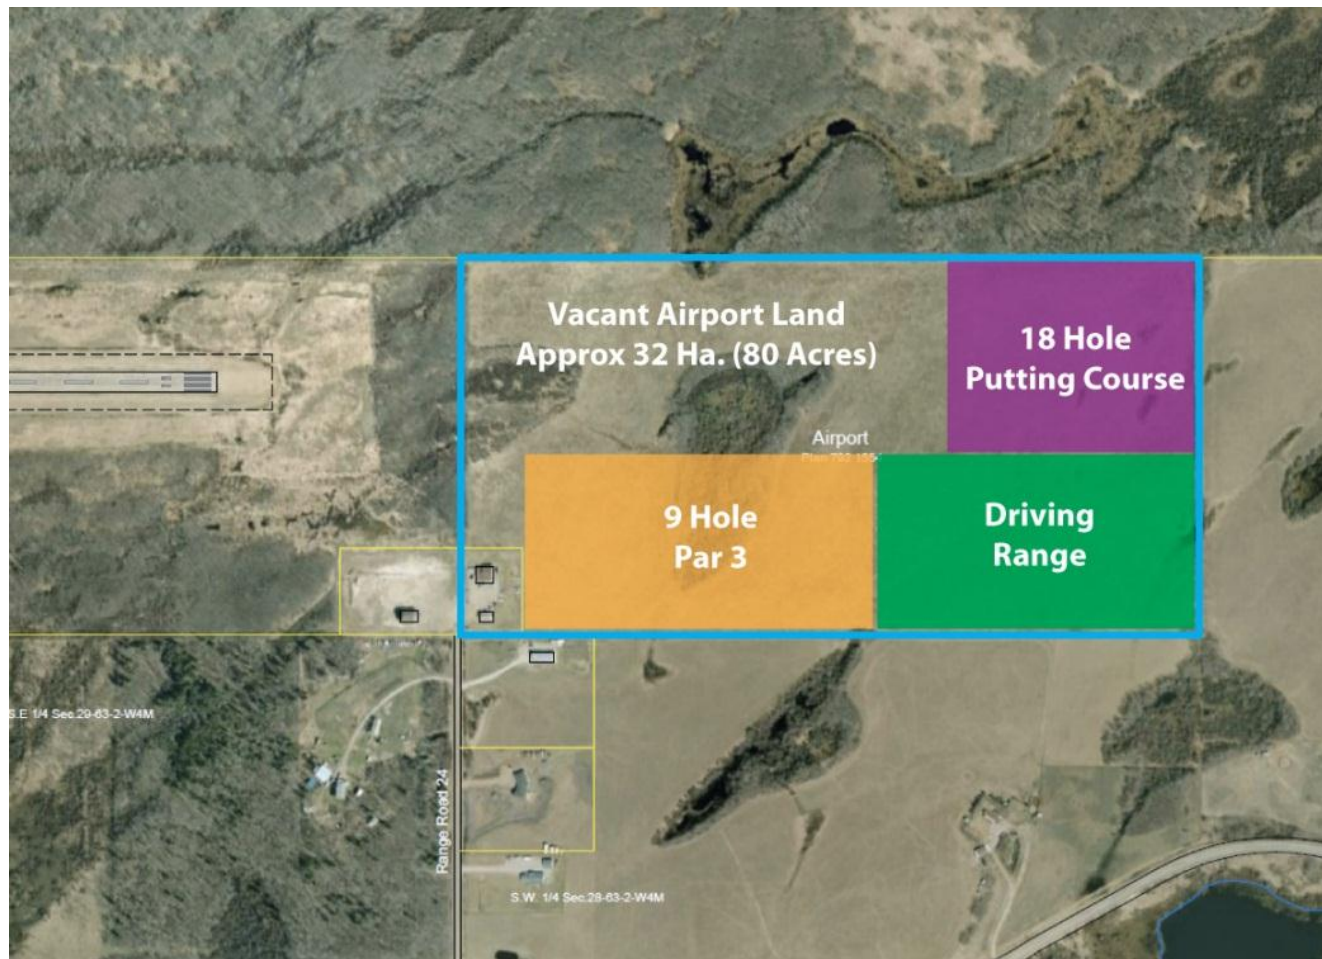 Vacant Airport Land
Approx 32 Ha. (80 Acres)
18 Hole
Putting Course
Airport
9 Hole
Par 3
Driving
Range
S.E 1/4 Sec.29-63-2-W4M
Range Road 24
S.W. 1/4 Sec.28-63-2-W4M